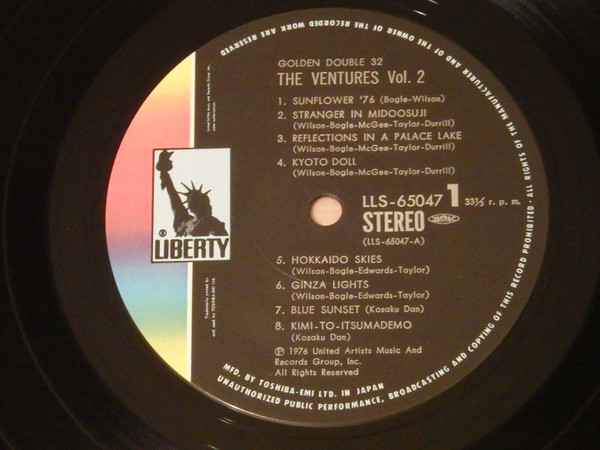 GOLDEN DOUBLE 32
THE VENTURES Vol. 2
1. SUNFLOWER '76 (Bogle-Wilson)
2. STRANGER IN MIDOOSUJI
(Wilson-Bogle-McGee-Taylor-Durrill)
3. REFLECTIONS IN A PALACE LAKE
(Wilson-Bogle-McGee-Taylor-Durrill)
4. KYOTO DOLL
(Wilson-Bogle-McGee-Taylor-Durrill)
LIBERTY
LLS-65047 1 33⅓ r. p. m.
STEREO
(LLS-65047-A)
5. HOKKAIDO SKIES
(Wilson-Bogle-Edwards-Taylor)
6. GINZA LIGHTS
(Wilson-Bogle-Edwards-Taylor)
7. BLUE SUNSET (Kosaku Dan)
8. KIMI-TO-ITSUMADEMO
(Kosaku Dan)
Ⓟ 1976 United Artists Music And
Records Group, Inc.
All Rights Reserved
MFD. BY TOSHIBA-EMI LTD. IN JAPAN
ALL RIGHTS OF THE MANUFACTURER AND OF THE OWNER OF THE RECORDED WORK ARE RESERVED
UNAUTHORIZED PUBLIC PERFORMANCE, BROADCASTING AND COPYING OF THIS RECORD PROHIBITED ·